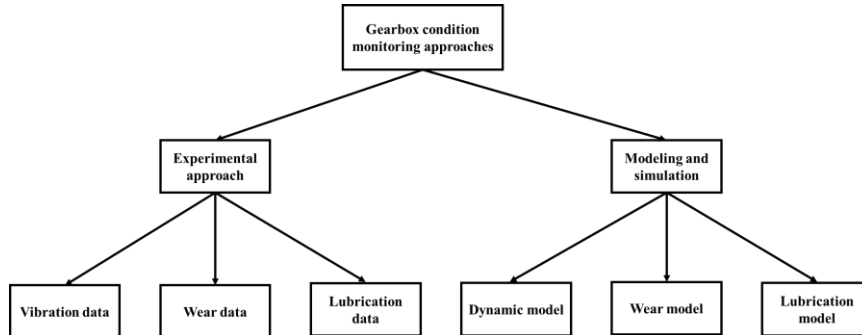 Gearbox condition
monitoring approaches
Experimental
approach
Modeling and
simulation
Vibration data
Wear data
Lubrication
data
Dynamic model
Wear model
Lubrication
model